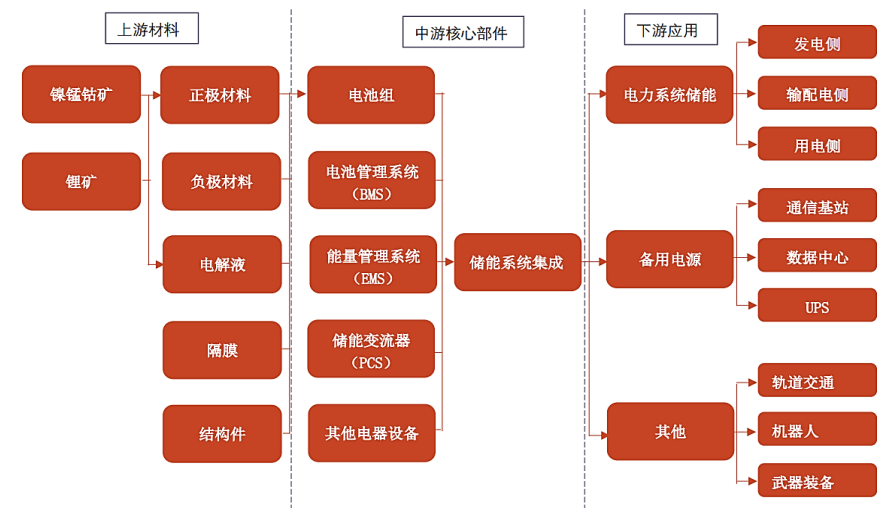 上游材料
中游核心部件
下游应用
镍锰钴矿
锂矿
正极材料
负极材料
电解液
隔膜
结构件
电池组
电池管理系统
（BMS）
能量管理系统
（EMS）
储能变流器
（PCS）
其他电器设备
储能系统集成
电力系统储能
备用电源
其他
发电侧
输配电侧
用电侧
通信基站
数据中心
UPS
轨道交通
机器人
武器装备